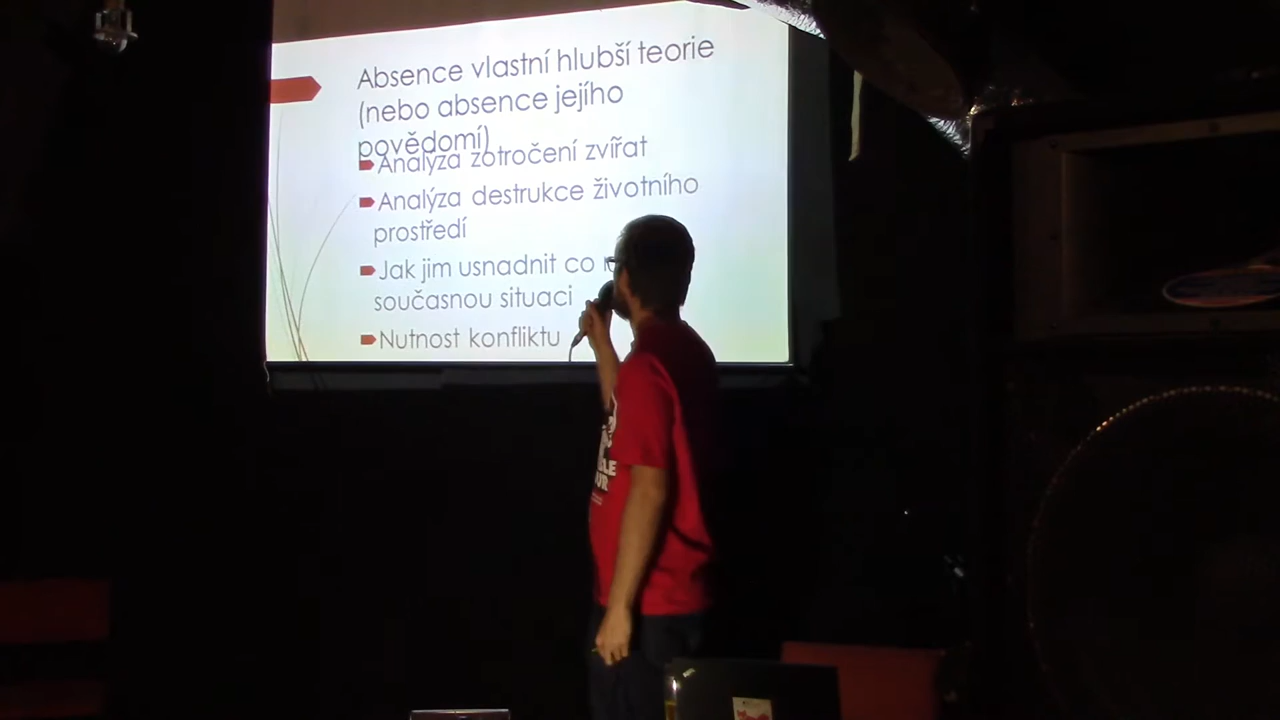 Absence vlastní hlubší teorie
(nebo absence jejího
povědomí)
Analýza zotročení zvířat
Analýza destrukce životního
prostředí
Jak jim usnadnit co
současnou situaci
Nutnost konfliktu